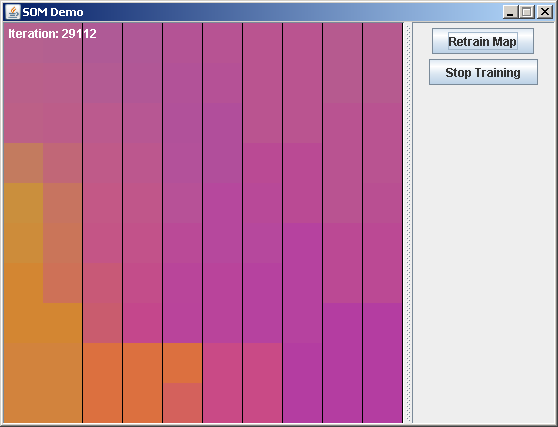 SOM Demo
Iteration: 29112
Retrain Map
Stop Training